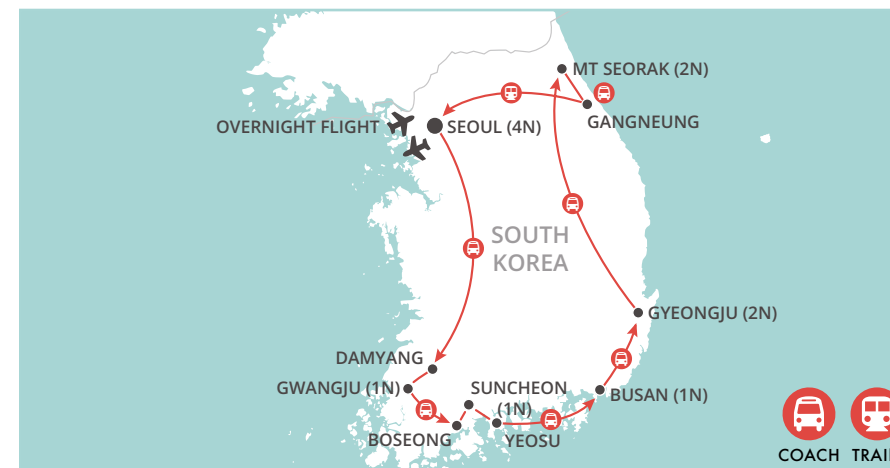 MT SEORAK (2N)
GANGNEUNG
OVERNIGHT FLIGHT
SEOUL (4N)
SOUTH
KOREA
GYEONGJU (2N)
DAMYANG
GWANGJU (1N)
SUNCHEON
(1N)
BUSAN (1N)
BOSEONG
YEOSU
COACH
TRAI